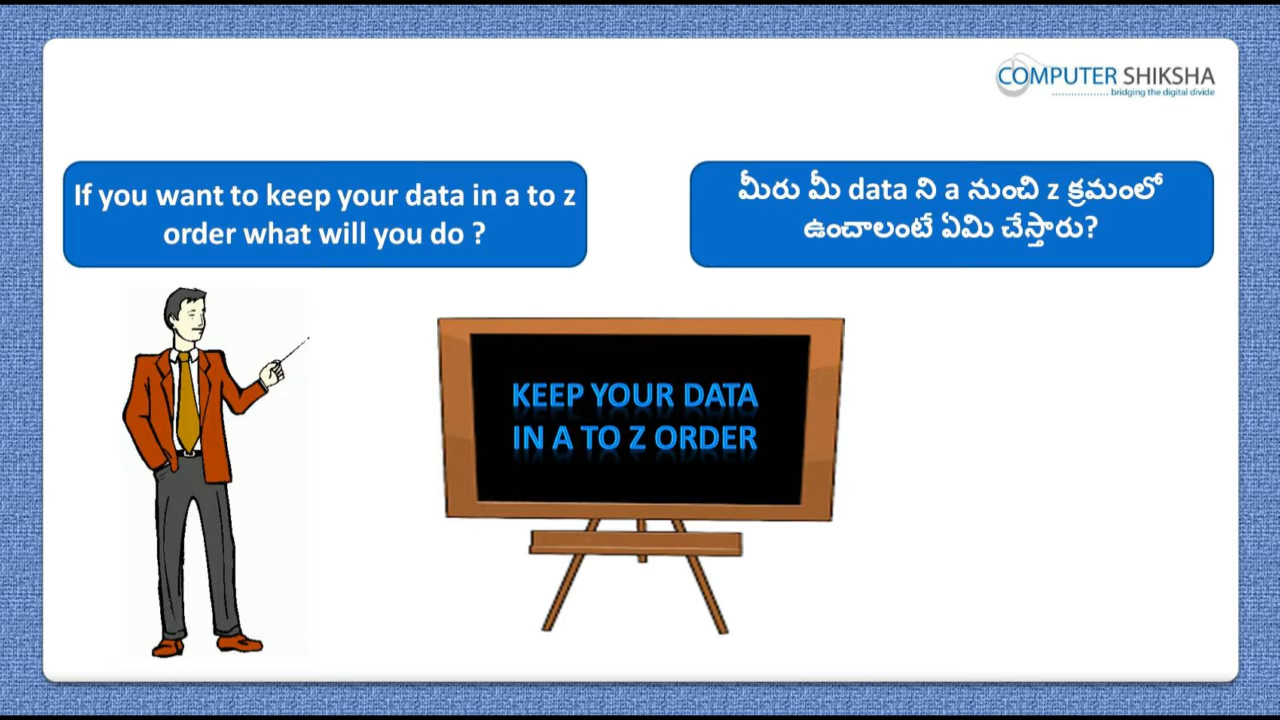 COMPUTER SHIKSHA
bridging the digital divide
If you want to keep your data in a to z
order what will you do ?
మీరు మీ data ని a నుంచి z క్రమంలో
ఉంచాలంటే ఏమి చేస్తారు?
KEEP YOUR DATA
IN A TO Z ORDER